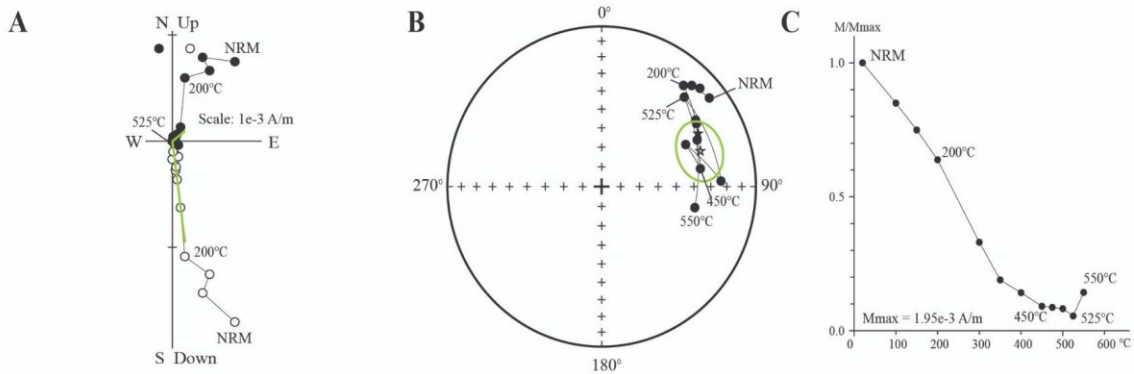 A
N Up
NRM
200°C
525°C
Scale: 1e-3 A/m
W
E
200°C
NRM
S Down
B
0°
200°C
NRM
525°C
270°
90°
450°C
550°C
180°
C
M/Mmax
1.0
NRM
200°C
0.5
550°C
Mmax = 1.95e-3 A/m
450°C
525°C
0.0
0 100 200 300 400 500 600 °C